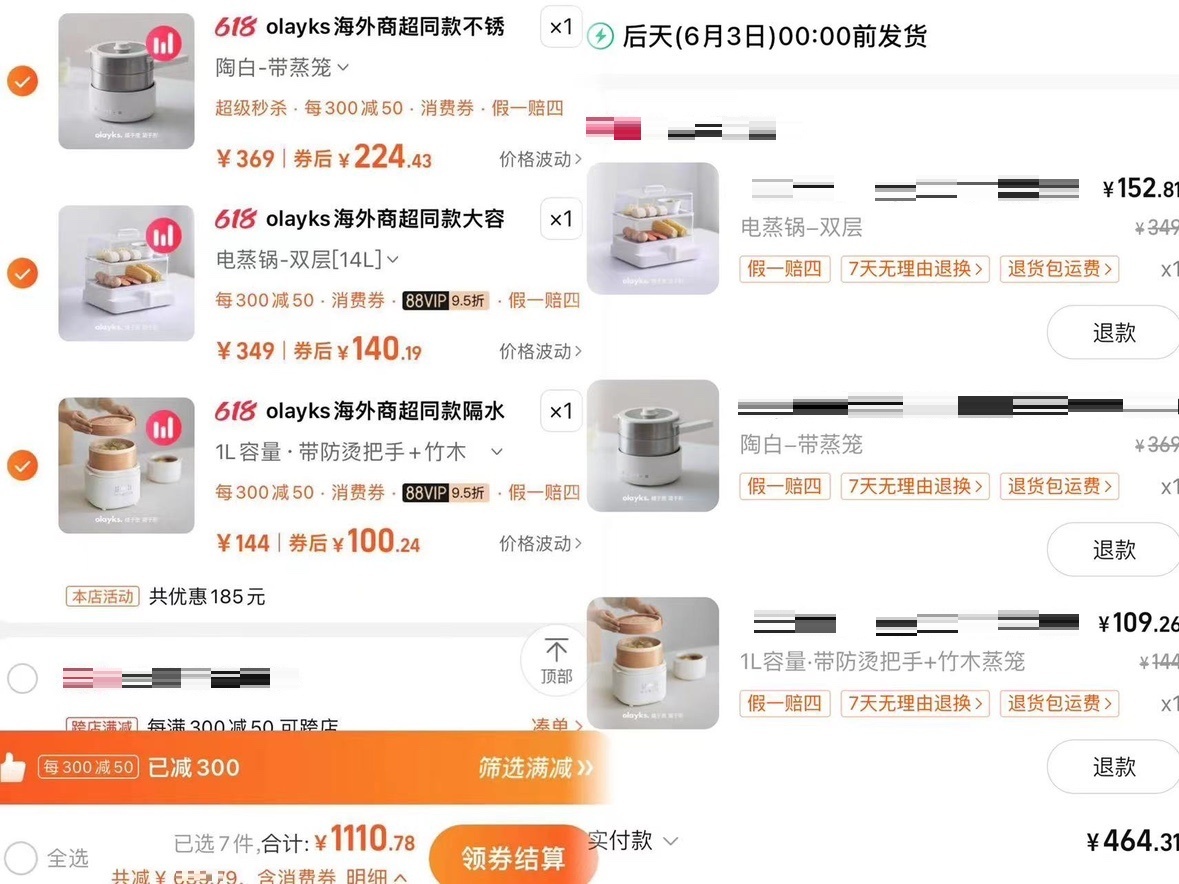 618 olayks海外商超同款不锈
×1
陶白-带蒸笼
超级秒杀 · 每300减50 · 消费券 · 假一赔四
¥369 券后¥224.43 价格波动>
olayks.
618 olayks海外商超同款大容
×1
电蒸锅-双层[14L]
每300减50 · 消费券 · 88VIP 9.5折 · 假一赔四
¥349 券后¥140.19 价格波动>
618 olayks海外商超同款隔水
×1
1L容量·带防烫把手+竹木
每300减50 · 消费券 · 88VIP 9.5折 · 假一赔四
¥144 券后¥100.24 价格波动>
olayks.
本店活动 共优惠185元
顶部
跨店满减 每满300减50 可跨店 凑单>
每300减50 已减300 筛选满减
全选 已选7件,合计:¥1110.78
领券结算
含消费券 明细
后天(6月3日)00:00前发货
¥152.81
电蒸锅-双层
¥349
假一赔四 7天无理由退换> 退货包运费> x1
退款
陶白-带蒸笼
¥369
olayks.
假一赔四 7天无理由退换> 退货包运费> x1
退款
¥109.26
1L容量·带防烫把手+竹木蒸笼
¥144
olayks.
假一赔四 7天无理由退换> 退货包运费> x1
退款
实付款
¥464.31